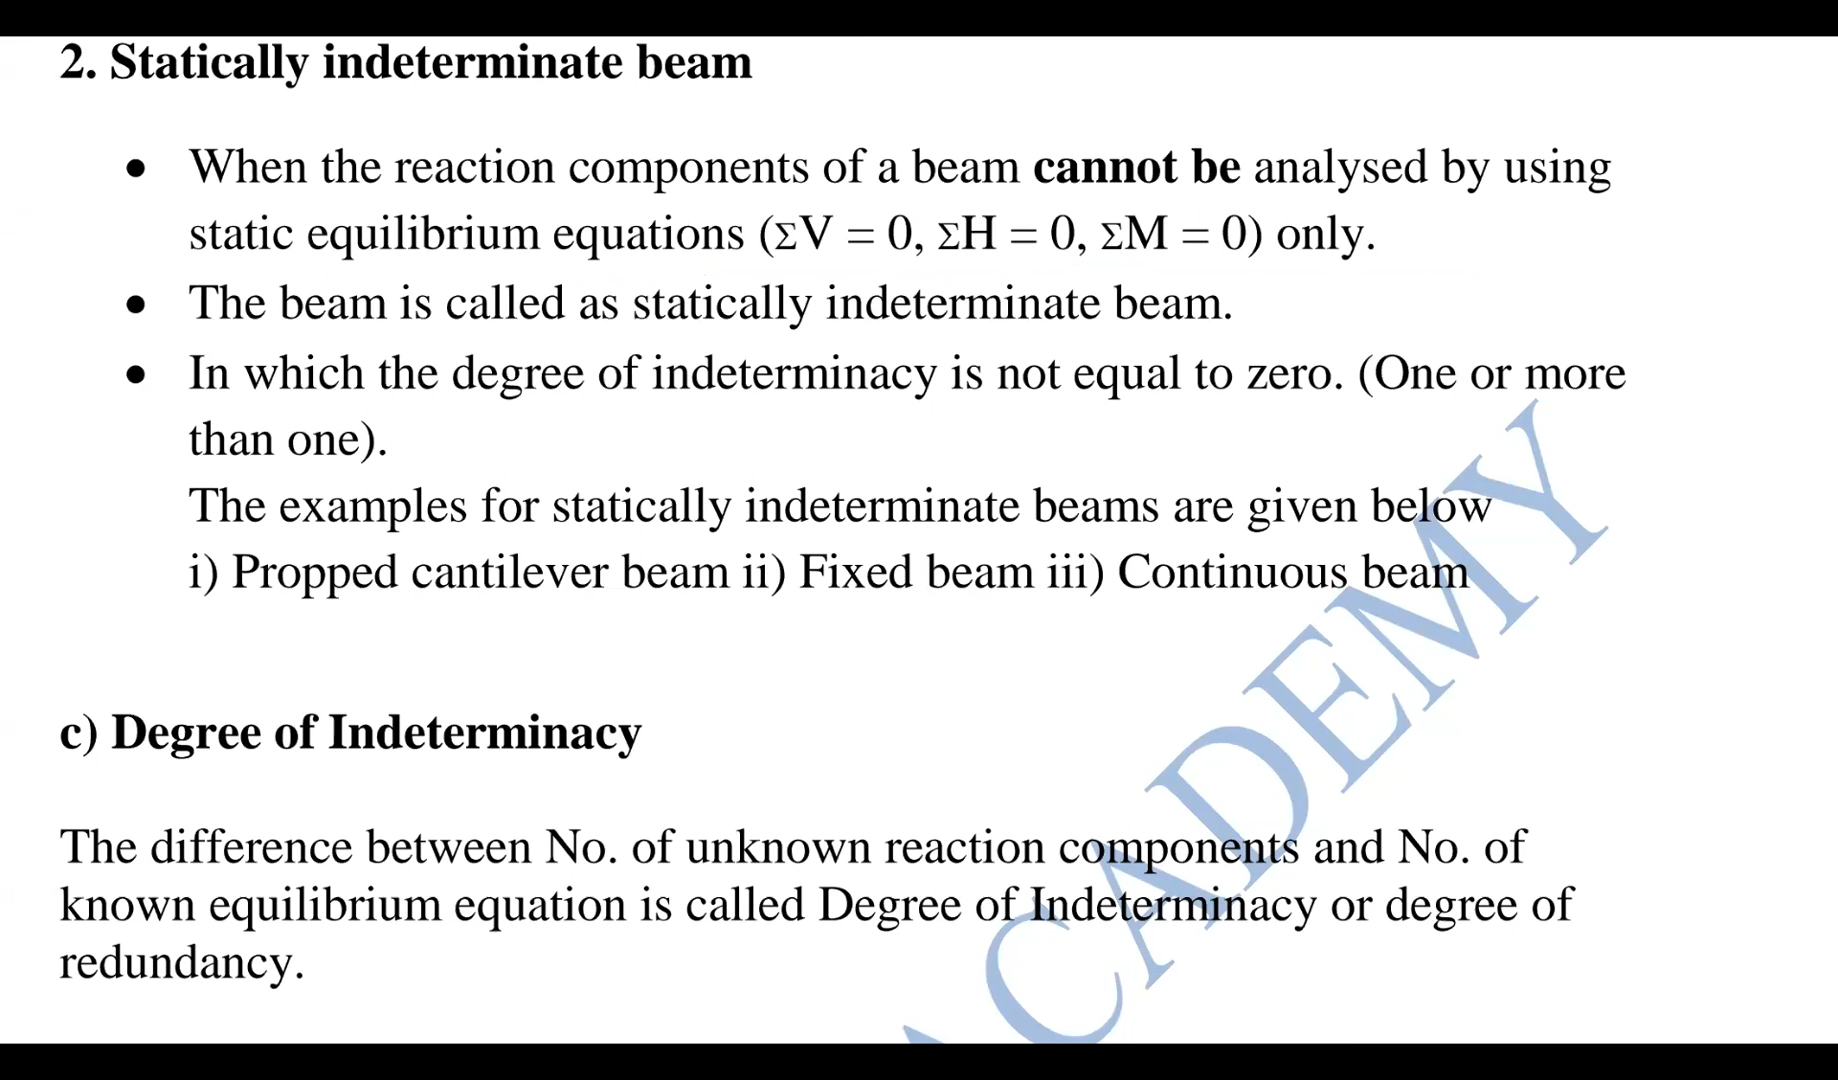 2. Statically indeterminate beam
• When the reaction components of a beam cannot be analysed by using
static equilibrium equations (ΣV = 0, ΣH = 0, ΣM = 0) only.
• The beam is called as statically indeterminate beam.
• In which the degree of indeterminacy is not equal to zero. (One or more
than one).
The examples for statically indeterminate beams are given below
i) Propped cantilever beam ii) Fixed beam iii) Continuous beam
c) Degree of Indeterminacy
The difference between No. of unknown reaction components and No. of
known equilibrium equation is called Degree of Indeterminacy or degree of
redundancy.
ACADEMY